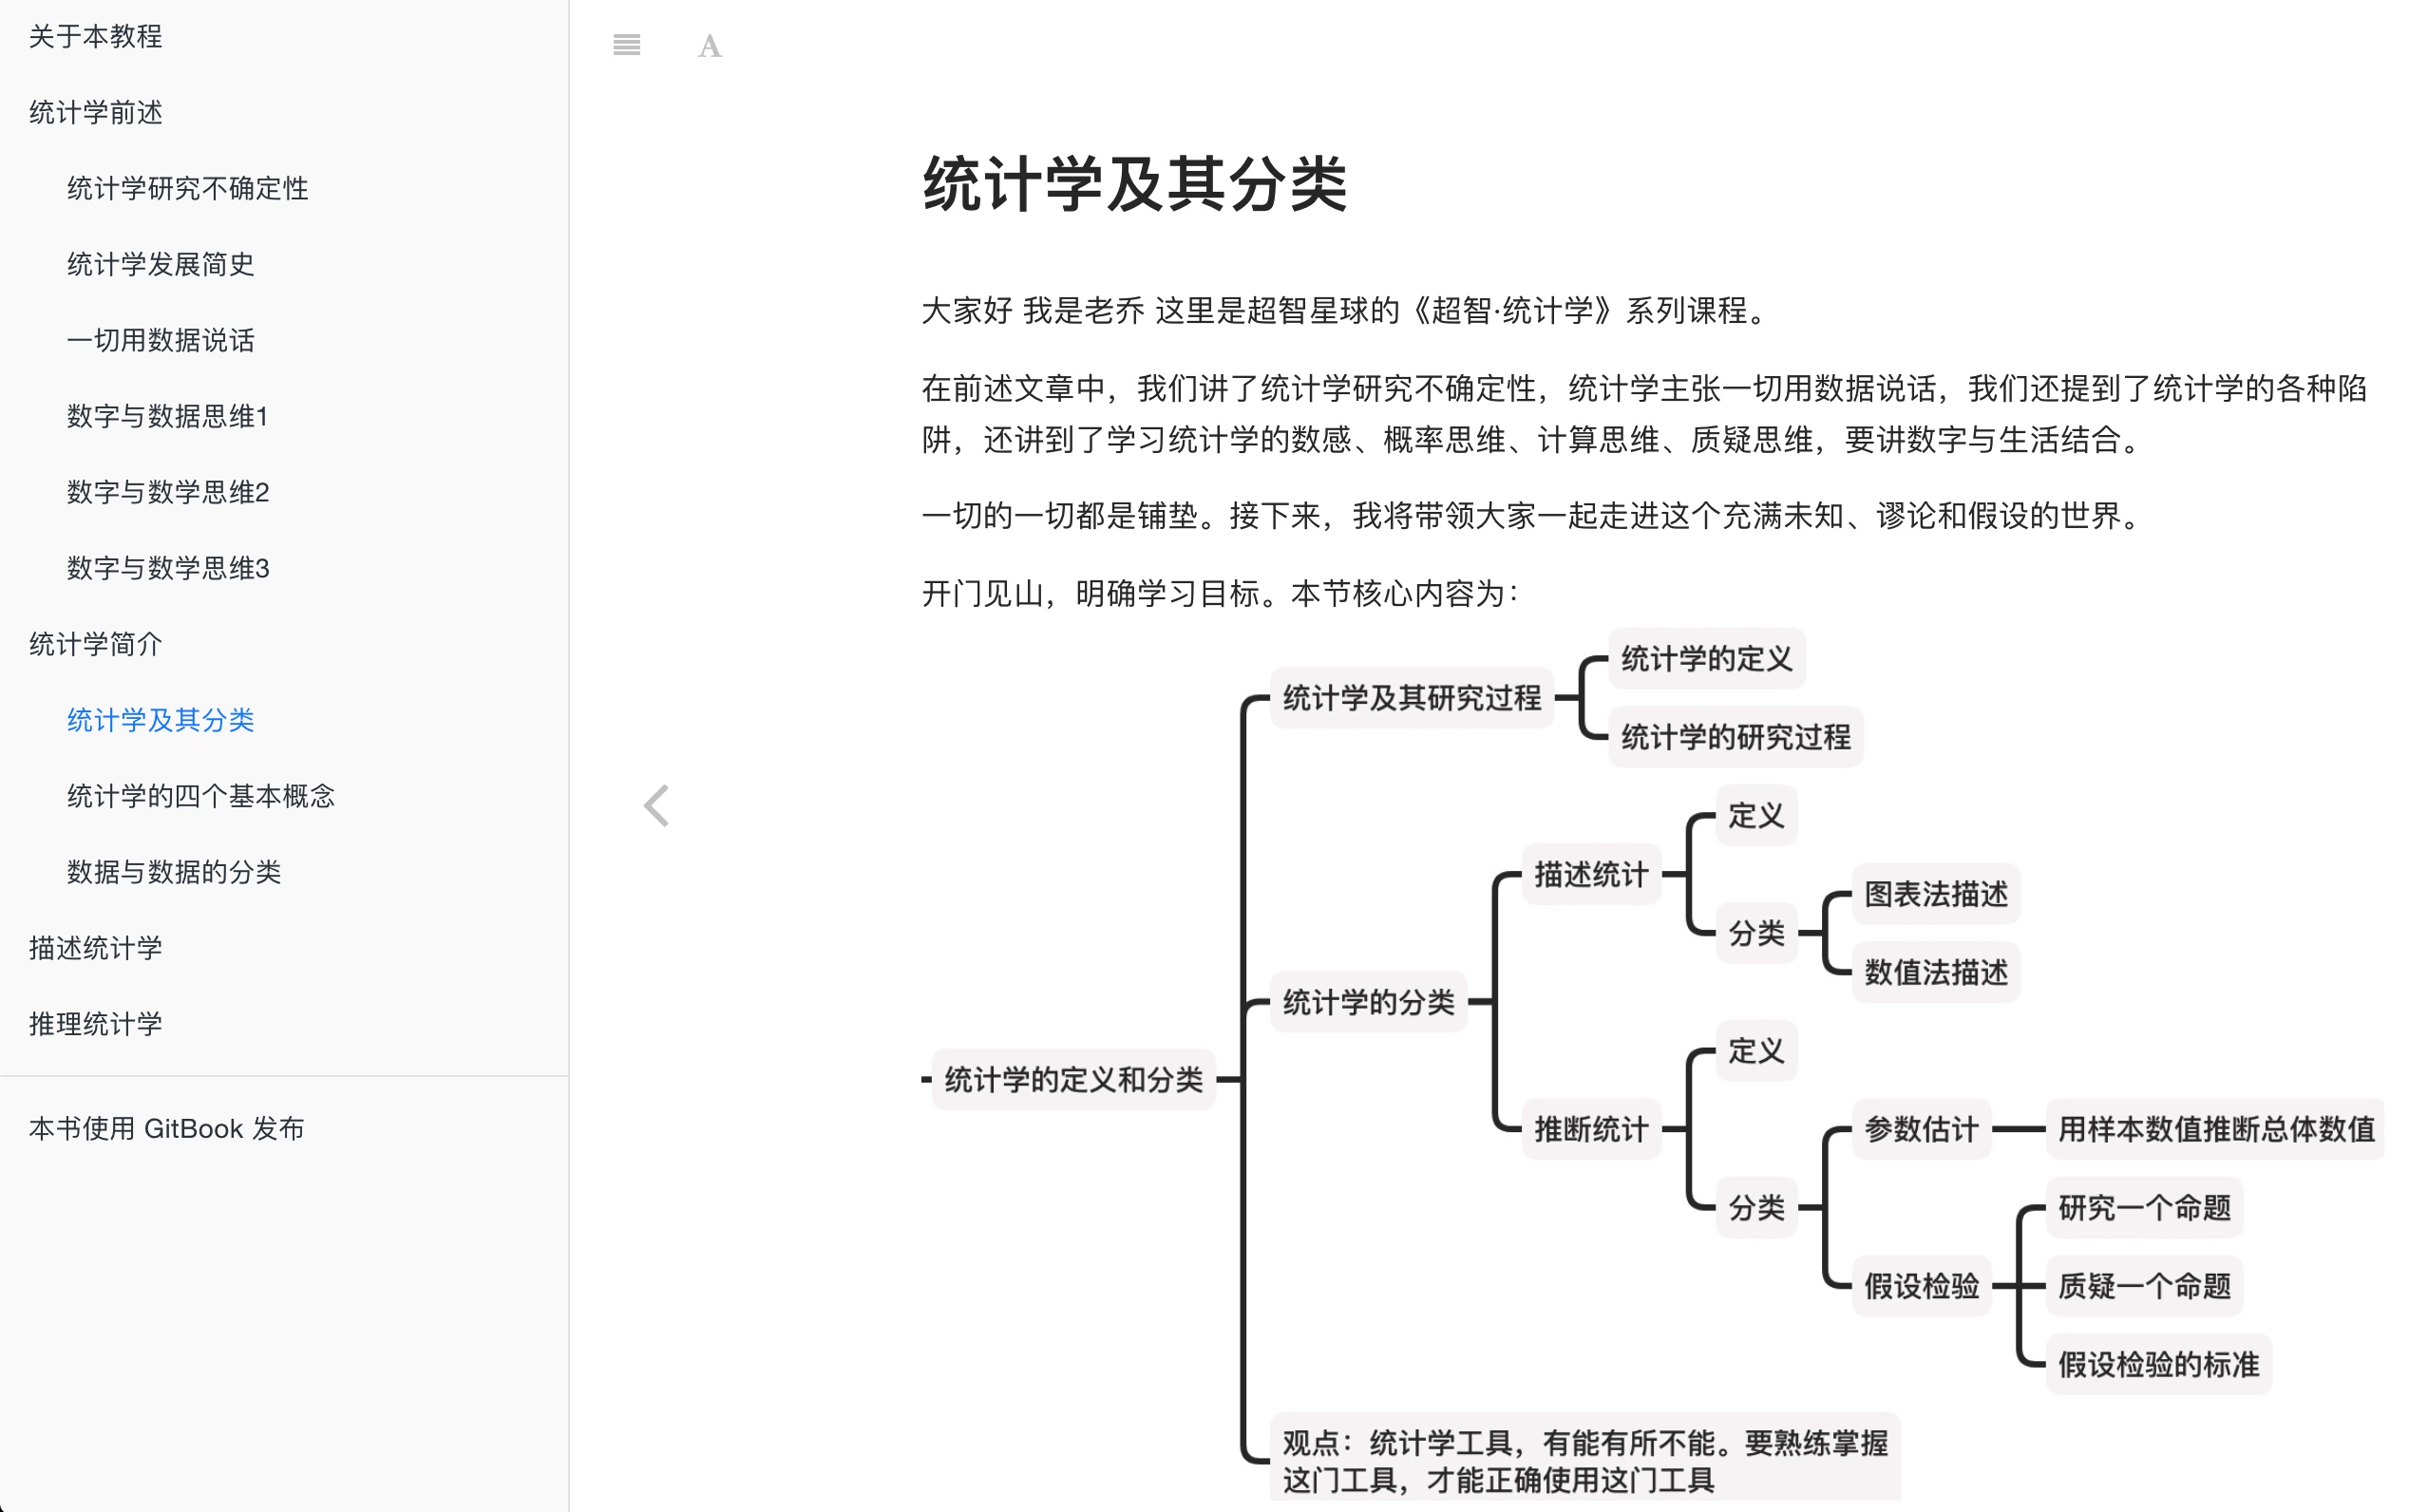 关于本教程
统计学前述
统计学研究不确定性
统计学发展简史
一切用数据说话
数字与数据思维1
数字与数学思维2
数字与数学思维3
统计学简介
统计学及其分类
统计学的四个基本概念
数据与数据的分类
描述统计学
推理统计学
本书使用 GitBook 发布
A
统计学及其分类
大家好 我是老乔 这里是超智星球的《超智·统计学》系列课程。
在前述文章中，我们讲了统计学研究不确定性，统计学主张一切用数据说话，我们还提到了统计学的各种陷
阱，还讲到了学习统计学的数感、概率思维、计算思维、质疑思维，要讲数字与生活结合。
一切的一切都是铺垫。接下来，我将带领大家一起走进这个充满未知、谬论和假设的世界。
开门见山，明确学习目标。本节核心内容为：
统计学的定义和分类
统计学及其研究过程
统计学的定义
统计学的研究过程
统计学的分类
描述统计
定义
分类
图表法描述
数值法描述
推断统计
定义
分类
参数估计
用样本数值推断总体数值
假设检验
研究一个命题
质疑一个命题
假设检验的标准
观点：统计学工具，有能有所不能。要熟练掌握
这门工具，才能正确使用这门工具